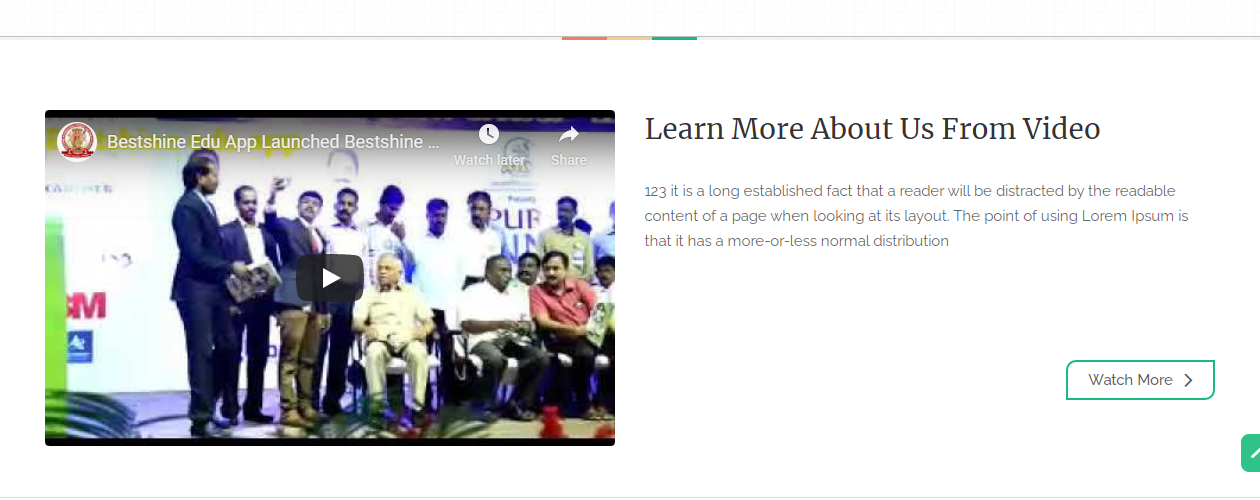 Bestshine Edu App Launched Bestshine ...
Watch later
Share
Learn More About Us From Video
123 it is a long established fact that a reader will be distracted by the readable
content of a page when looking at its layout. The point of using Lorem Ipsum is
that it has a more-or-less normal distribution
Watch More